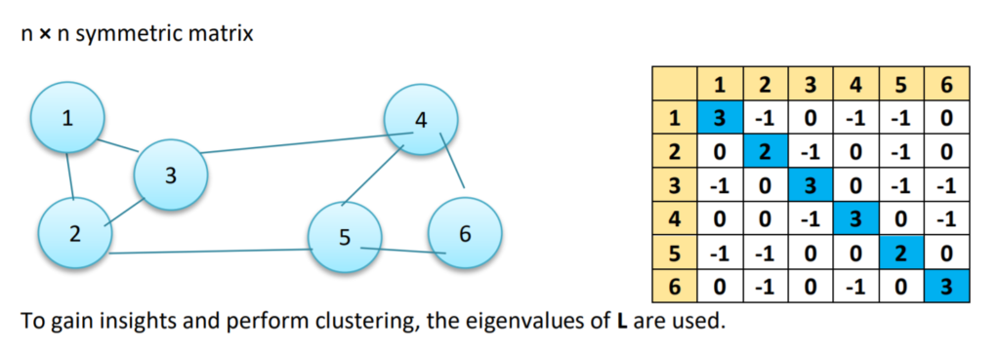 n × n symmetric matrix
1
4
3
2
5
6
1 2 3 4 5 6
1 3 -1 0 -1 -1 0
2 0 2 -1 0 -1 0
3 -1 0 3 0 -1 -1
4 0 0 -1 3 0 -1
5 -1 -1 0 0 2 0
6 0 -1 0 -1 0 3
To gain insights and perform clustering, the eigenvalues of L are used.